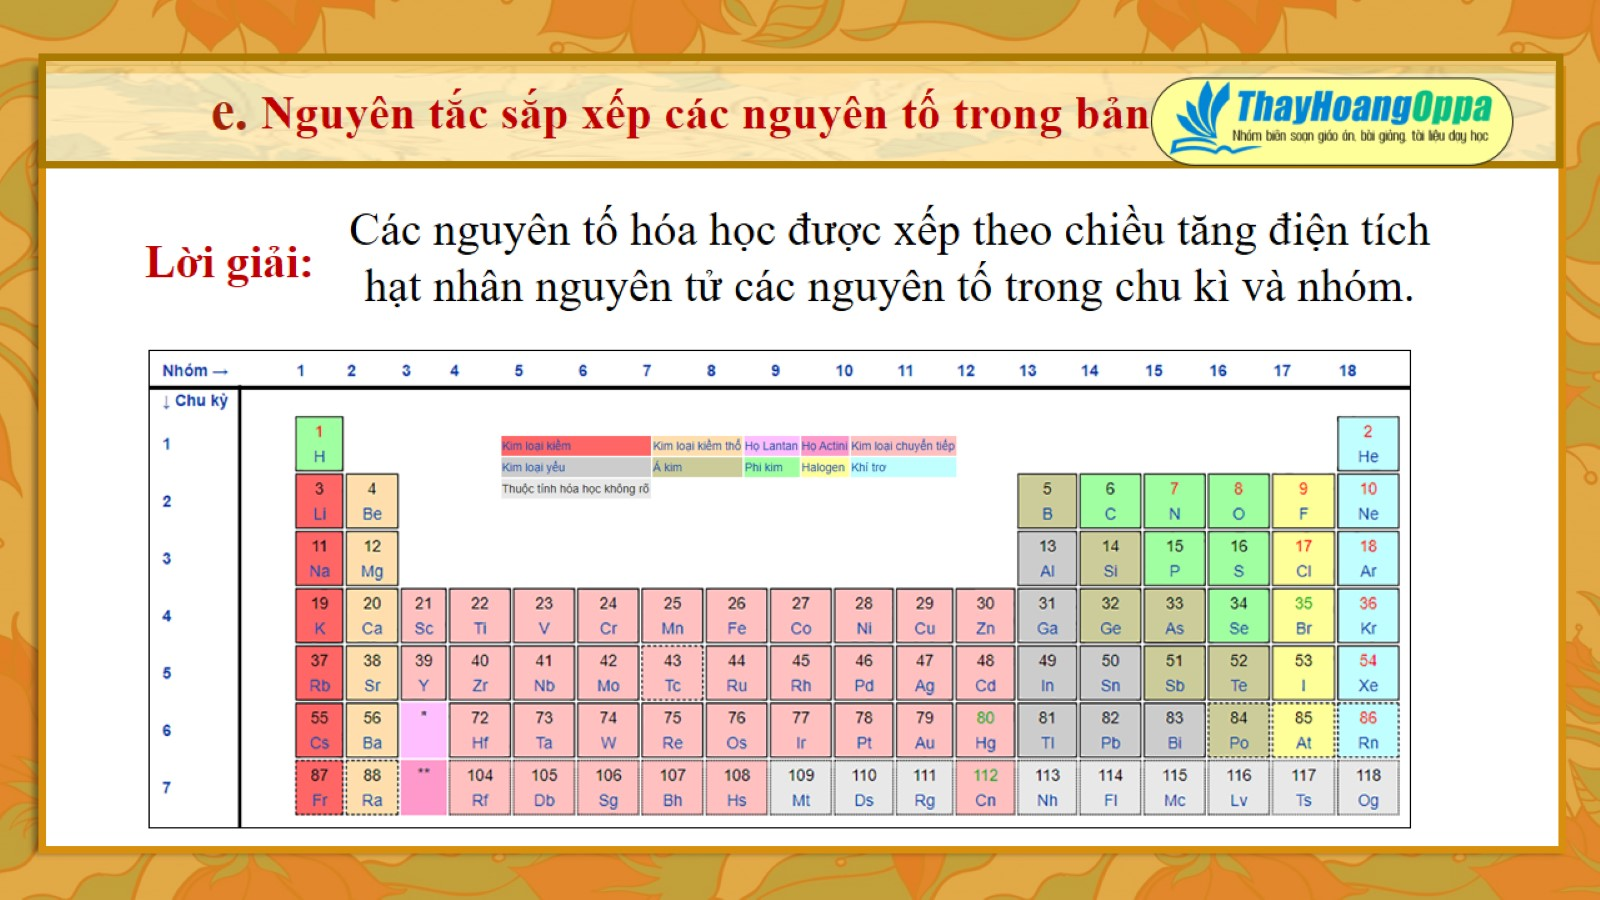 e. Nguyên tắc sắp xếp các nguyên tố trong bản
ThayHoangOppa
Nhóm biên soạn giáo án, bài giảng, tài liệu dạy học
Lời giải:
Các nguyên tố hóa học được xếp theo chiều tăng điện tích
hạt nhân nguyên tử các nguyên tố trong chu kì và nhóm.
Nhóm → 1 2 3 4 5 6 7 8 9 10 11 12 13 14 15 16 17 18
↓ Chu kỳ
1
1 2
H He
Kim loại kiềm Kim loại kiềm thổ Họ Lantan Họ Actini Kim loại chuyển tiếp
Kim loại yếu Á kim Phi kim Halogen Khí trơ
Thuộc tính hóa học không rõ
2
3 4 5 6 7 8 9 10
Li Be B C N O F Ne
3
11 12 13 14 15 16 17 18
Na Mg Al Si P S Cl Ar
4
19 20 21 22 23 24 25 26 27 28 29 30 31 32 33 34 35 36
K Ca Sc Ti V Cr Mn Fe Co Ni Cu Zn Ga Ge As Se Br Kr
5
37 38 39 40 41 42 43 44 45 46 47 48 49 50 51 52 53 54
Rb Sr Y Zr Nb Mo Tc Ru Rh Pd Ag Cd In Sn Sb Te I Xe
6
55 56 * 72 73 74 75 76 77 78 79 80 81 82 83 84 85 86
Cs Ba Hf Ta W Re Os Ir Pt Au Hg Tl Pb Bi Po At Rn
7
87 88 ** 104 105 106 107 108 109 110 111 112 113 114 115 116 117 118
Fr Ra Rf Db Sg Bh Hs Mt Ds Rg Cn Nh Fl Mc Lv Ts Og